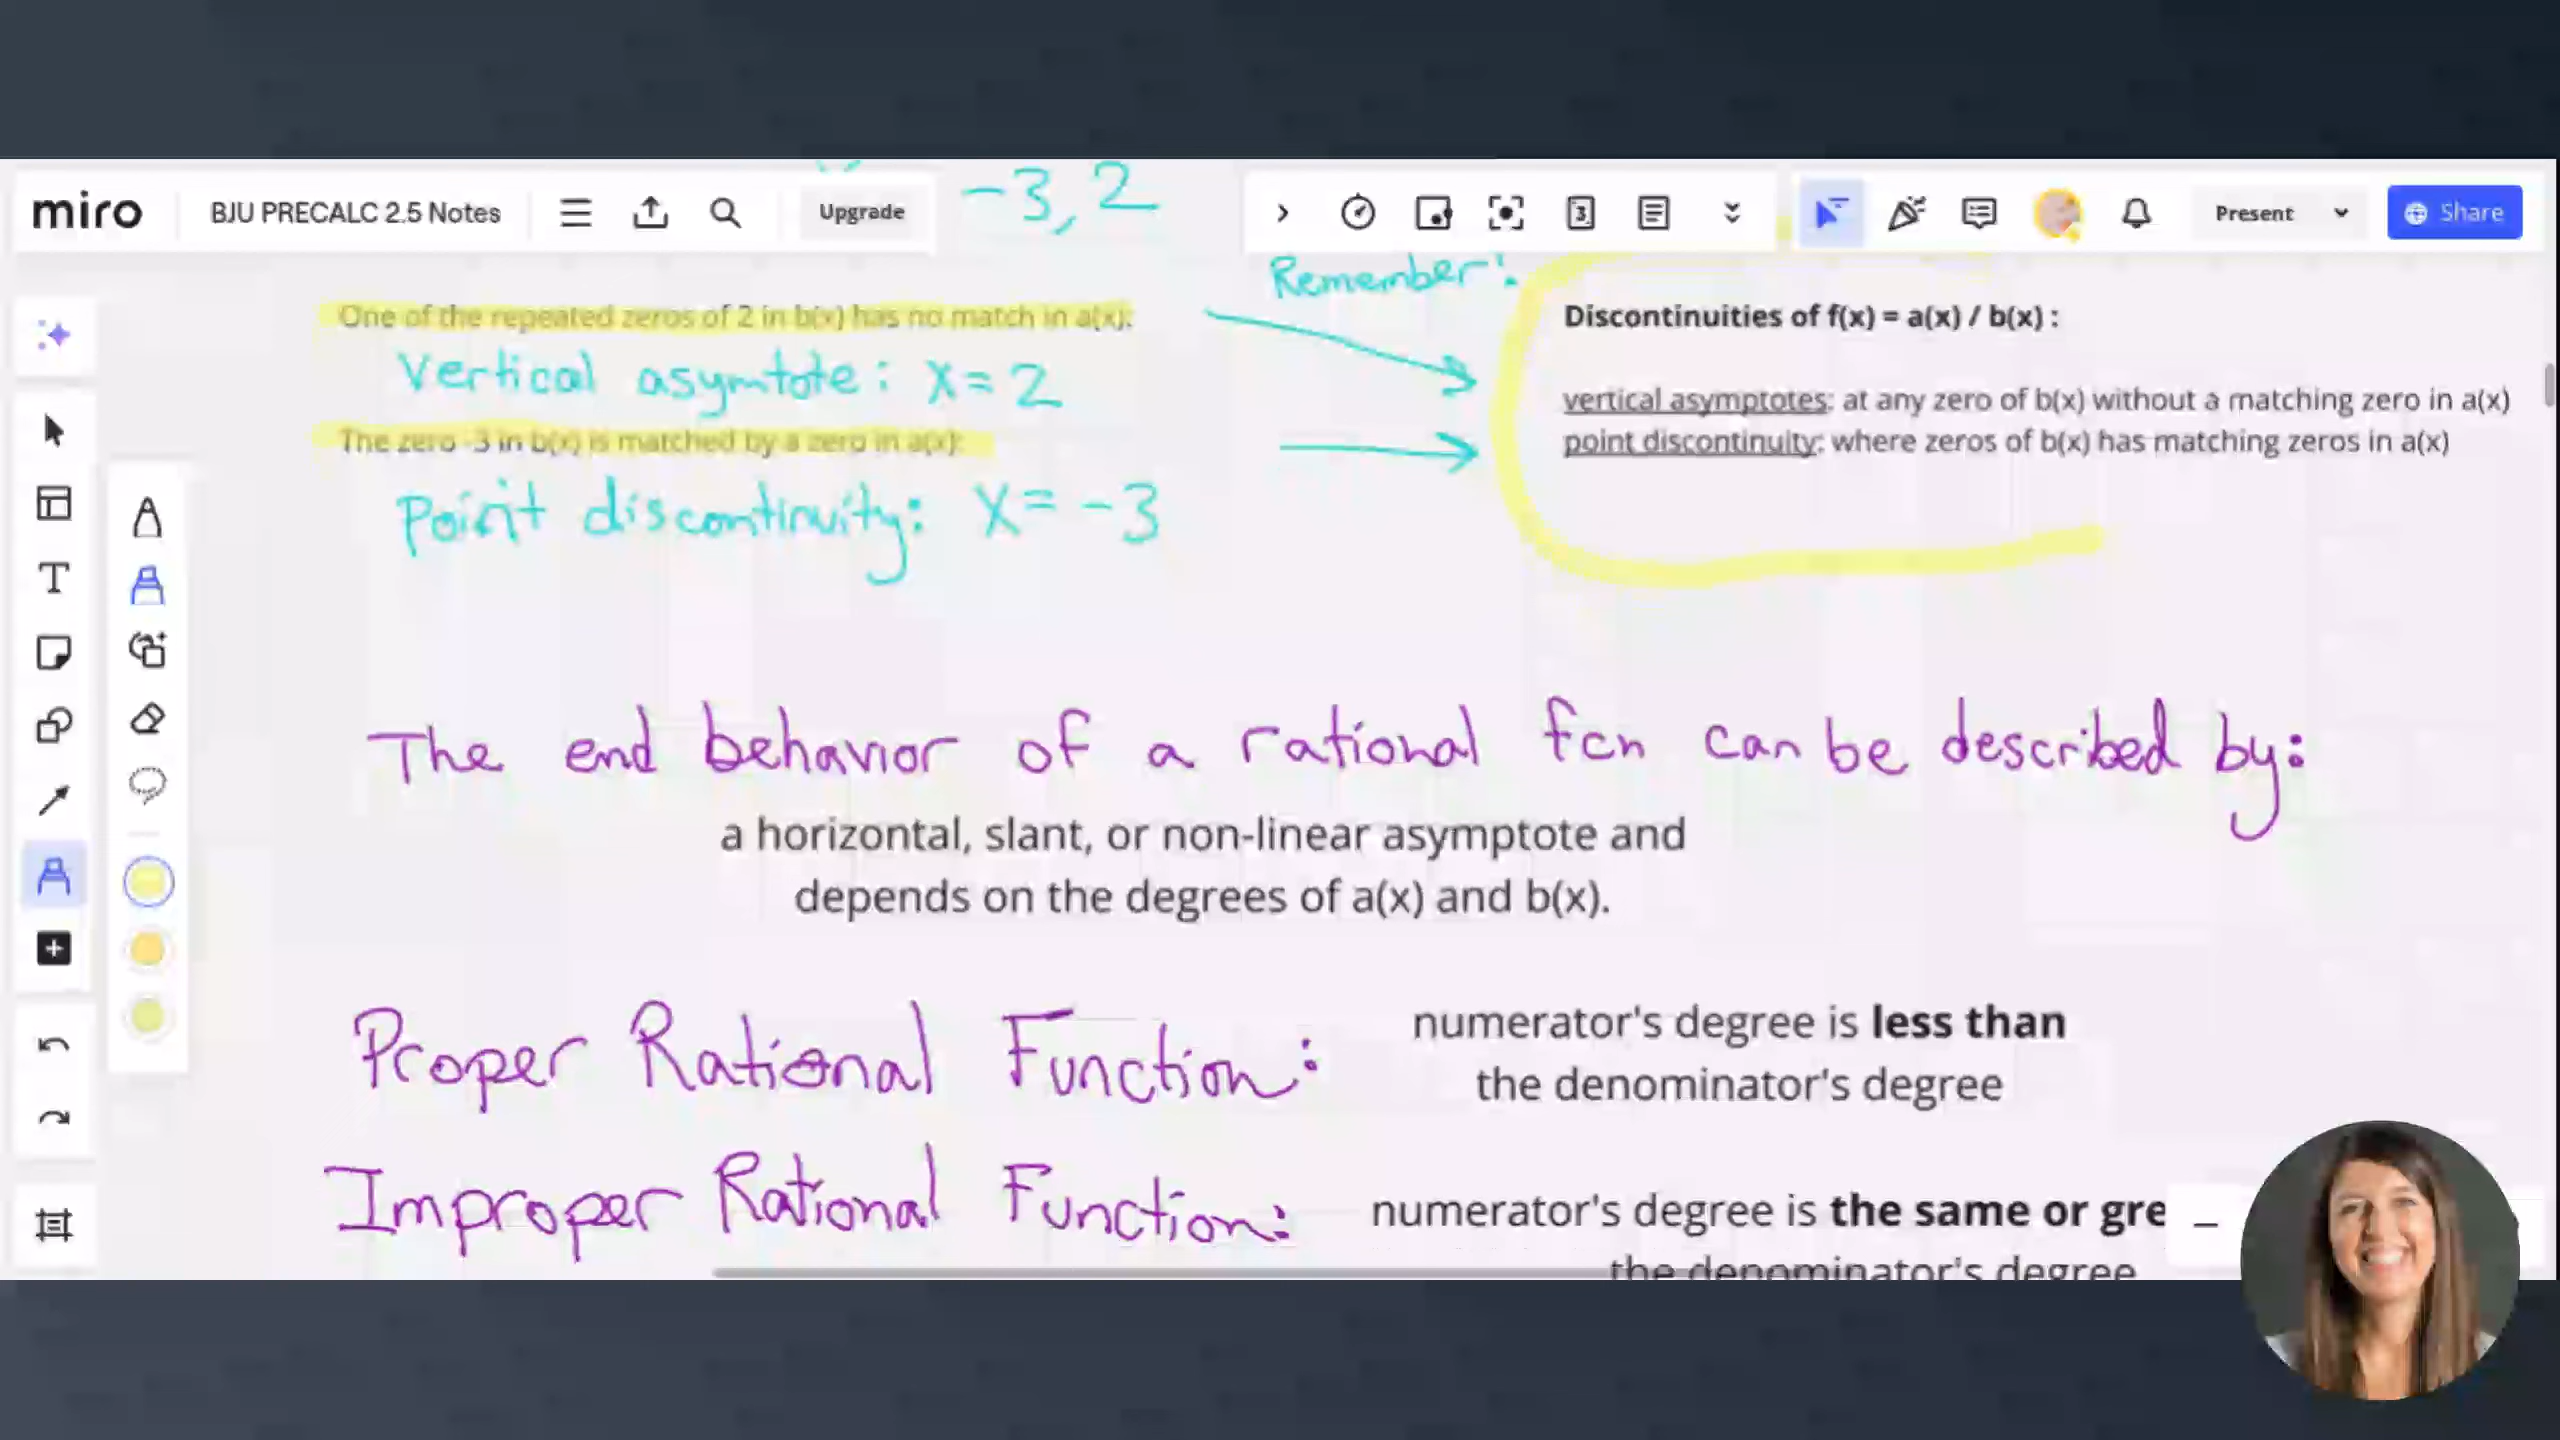 miro
BJU PRECALC 2.5 Notes
Upgrade
-3, 2
3
Present
Share
Remember:
One of the repeated zeros of 2 in b(x) has no match in a(x):
Vertical asymtote: x = 2
The zero -3 in b(x) is matched by a zero in a(x):
Point discontinuity: x = -3
Discontinuities of f(x) = a(x) / b(x) :
vertical asymptotes: at any zero of b(x) without a matching zero in a(x)
point discontinuity: where zeros of b(x) has matching zeros in a(x)
The end behavior of a rational fcn can be described by:
a horizontal, slant, or non-linear asymptote and
depends on the degrees of a(x) and b(x).
Proper Rational Function:
numerator's degree is less than
the denominator's degree
Improper Rational Function:
numerator's degree is the same or gre
the denominator's degree